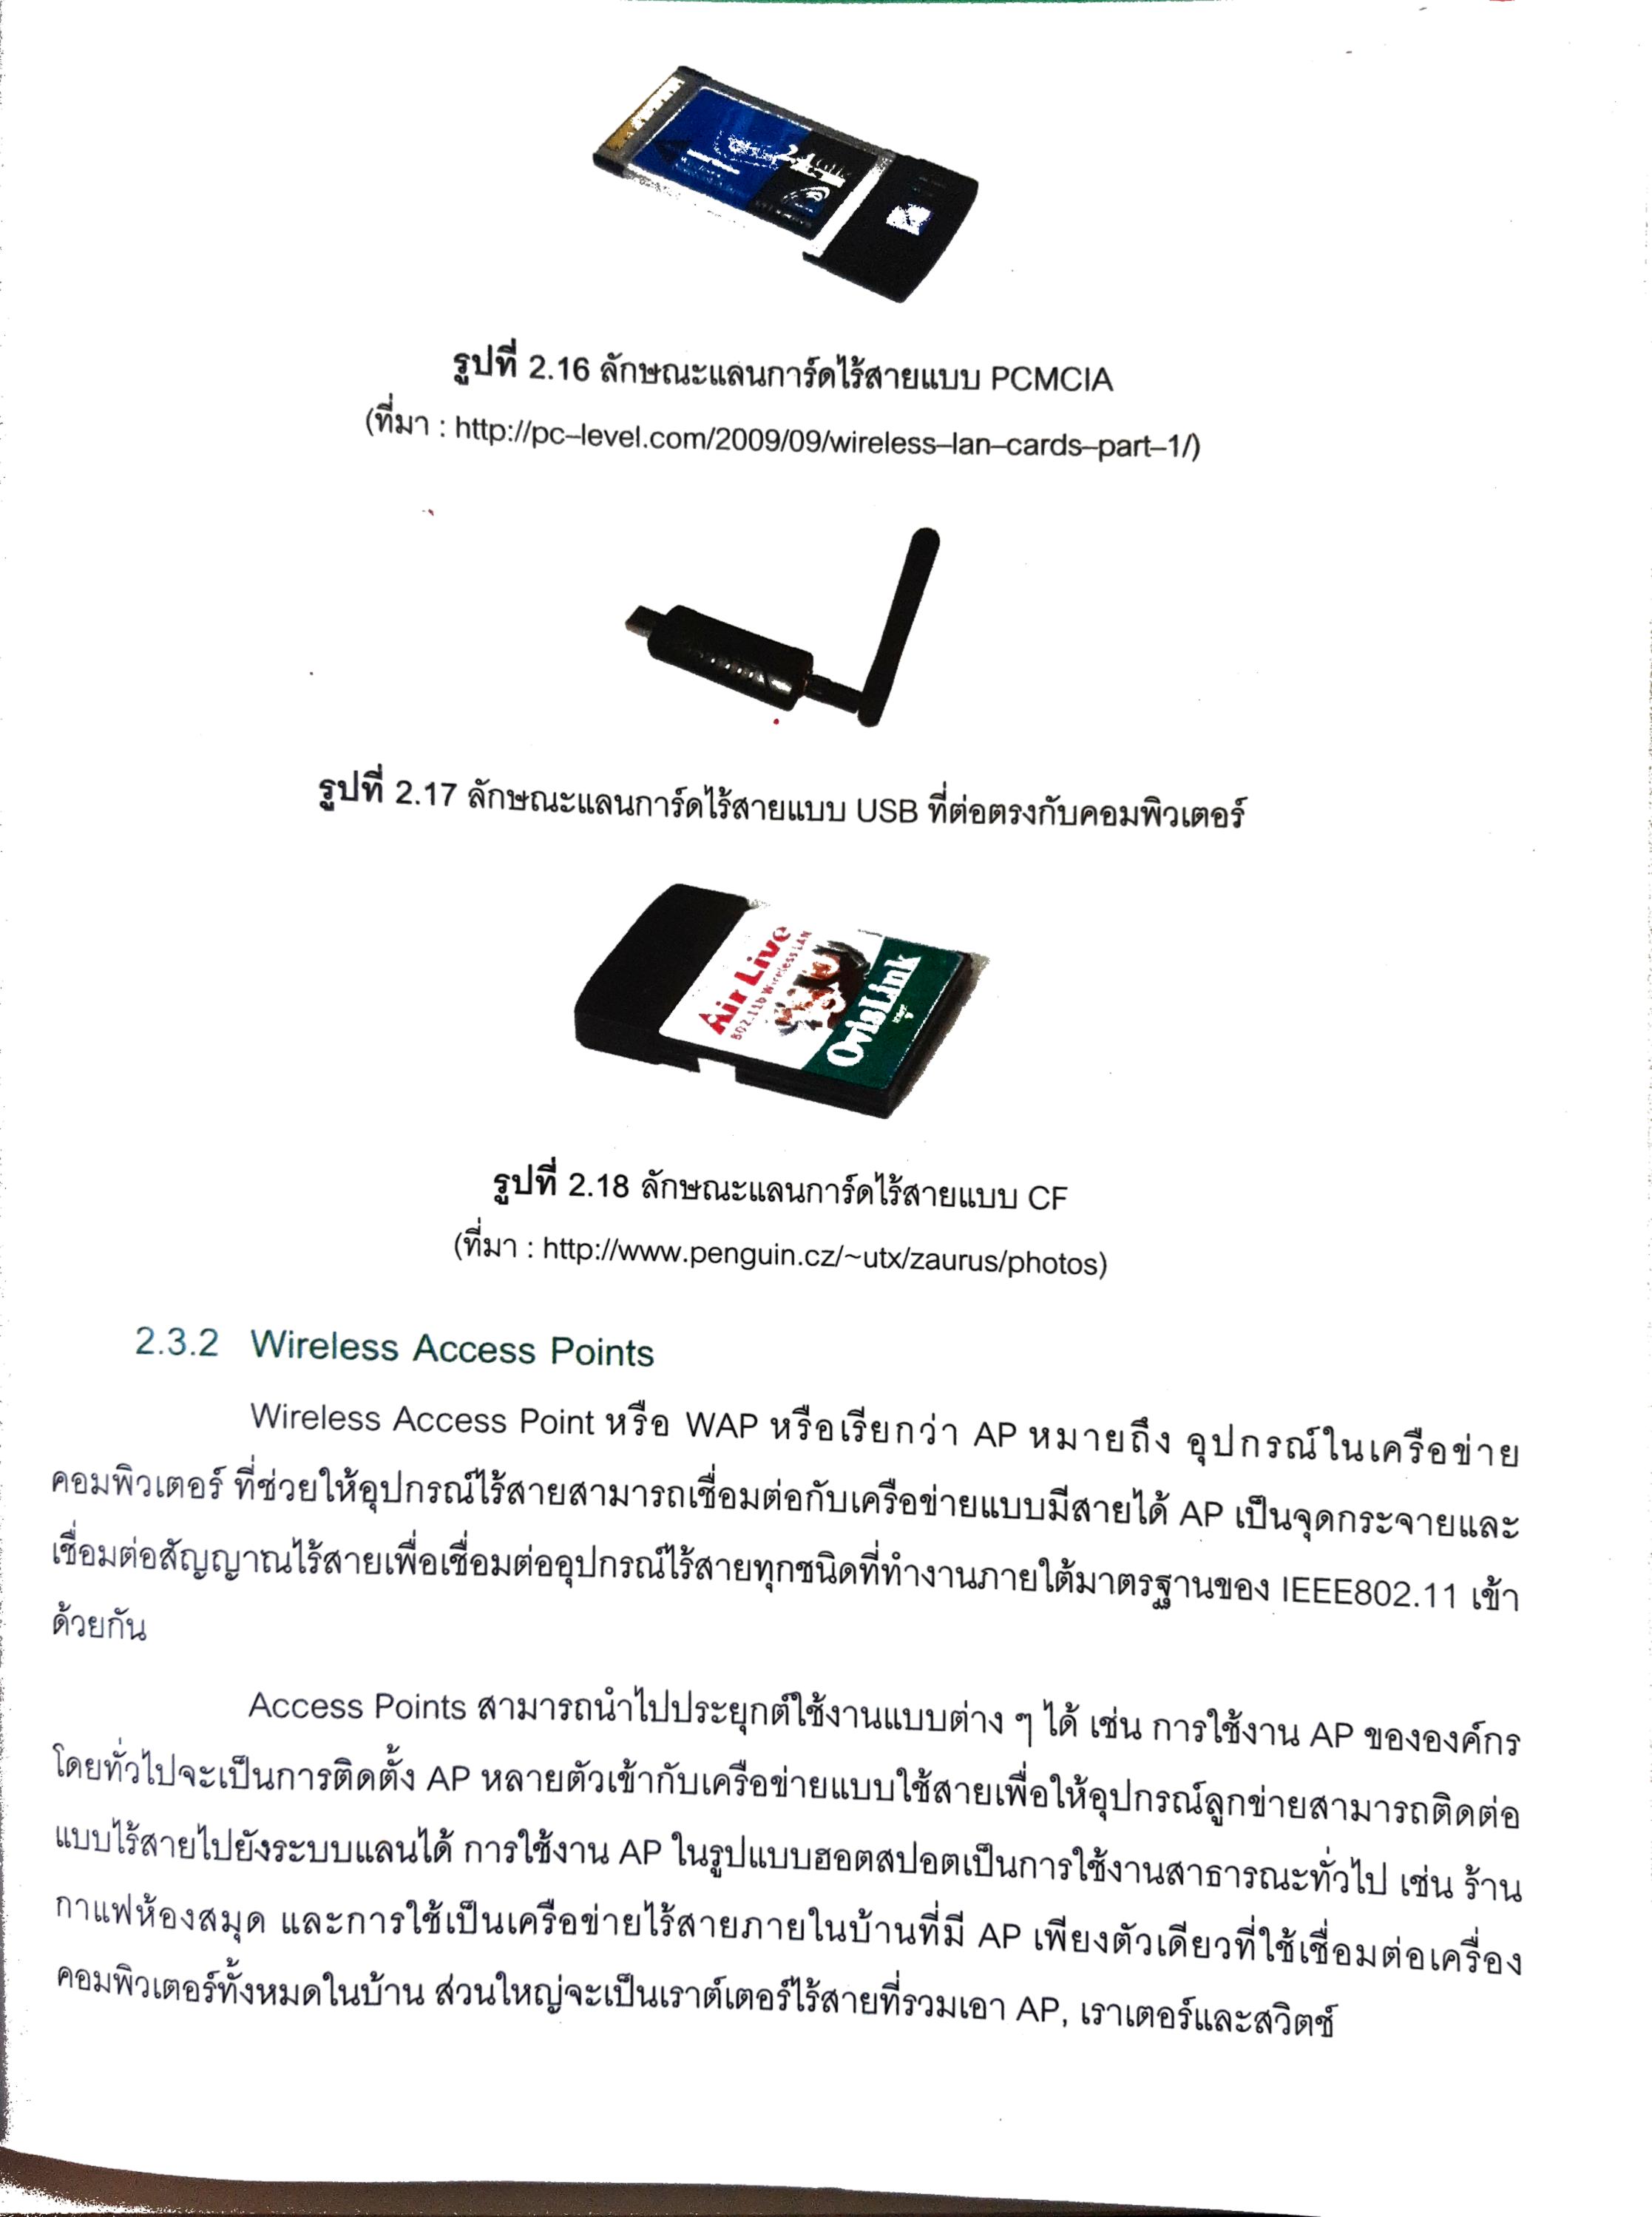 รูปที่ 2.16 ลักษณะแลนการ์ดไร้สายแบบ PCMCIA
(ที่มา : http://pc–level.com/2009/09/wireless–lan–cards–part–1/)
รูปที่ 2.17 ลักษณะแลนการ์ดไร้สายแบบ USB ที่ต่อตรงกับคอมพิวเตอร์
Air Live
802.11b Wireless LAN
OvisLink
รูปที่ 2.18 ลักษณะแลนการ์ดไร้สายแบบ CF
(ที่มา : http://www.penguin.cz/~utx/zaurus/photos)
2.3.2 Wireless Access Points
Wireless Access Point หรือ WAP หรือเรียกว่า AP หมายถึง อุปกรณ์ในเครือข่าย
คอมพิวเตอร์ ที่ช่วยให้อุปกรณ์ไร้สายสามารถเชื่อมต่อกับเครือข่ายแบบมีสายได้ AP เป็นจุดกระจายและ
เชื่อมต่อสัญญาณไร้สายเพื่อเชื่อมต่ออุปกรณ์ไร้สายทุกชนิดที่ทำงานภายใต้มาตรฐานของ IEEE802.11 เข้า
ด้วยกัน
Access Points สามารถนำไปประยุกต์ใช้งานแบบต่าง ๆ ได้ เช่น การใช้งาน AP ขององค์กร
โดยทั่วไปจะเป็นการติดตั้ง AP หลายตัวเข้ากับเครือข่ายแบบใช้สายเพื่อให้อุปกรณ์ลูกข่ายสามารถติดต่อ
แบบไร้สายไปยังระบบแลนได้ การใช้งาน AP ในรูปแบบฮอตสปอตเป็นการใช้งานสาธารณะทั่วไป เช่น ร้าน
กาแฟห้องสมุด และการใช้เป็นเครือข่ายไร้สายภายในบ้านที่มี AP เพียงตัวเดียวที่ใช้เชื่อมต่อเครื่อง
คอมพิวเตอร์ทั้งหมดในบ้าน ส่วนใหญ่จะเป็นเราต์เตอร์ไร้สายที่รวมเอา AP, เราเตอร์และสวิตช์